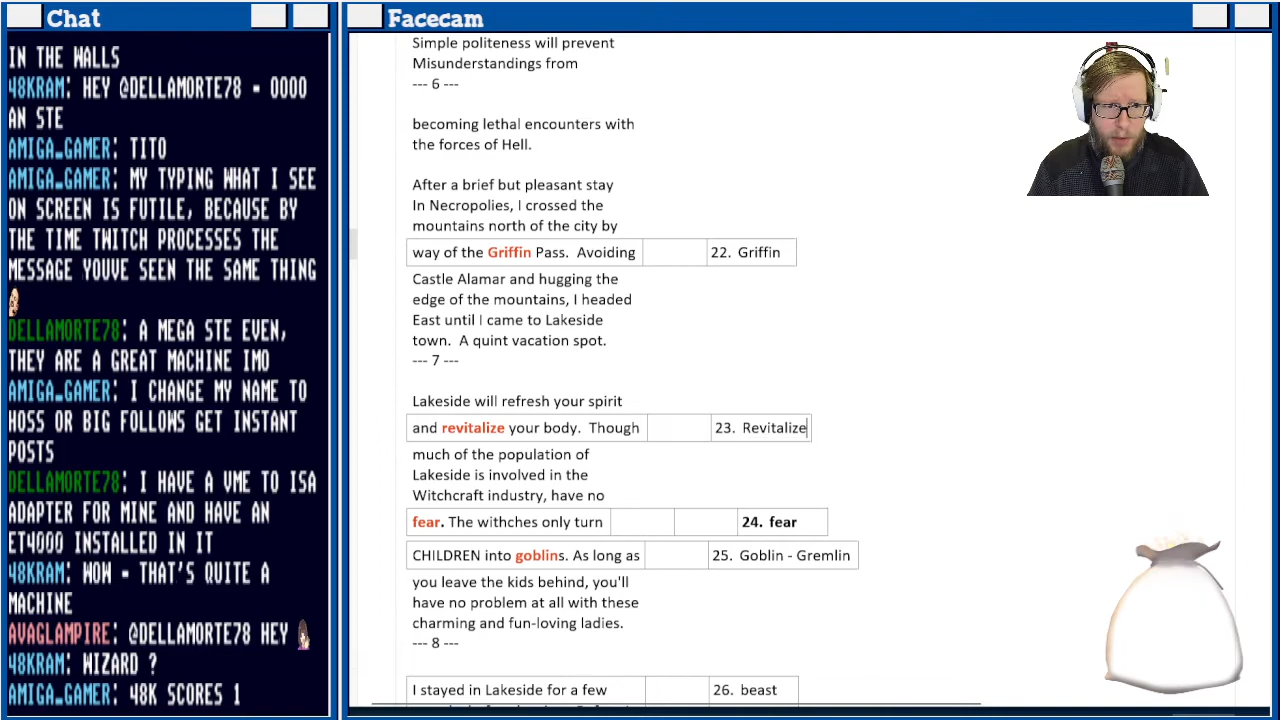 Chat
IN THE WALLS
48KRAM: HEY @DELLAMORTE78 - OOOO
AN STE
AMIGA_GAMER: TITO
AMIGA_GAMER: MY TYPING WHAT I SEE
ON SCREEN IS FUTILE, BECAUSE BY
THE TIME TWITCH PROCESSES THE
MESSAGE YOUVE SEEN THE SAME THING
DELLAMORTE78: A MEGA STE EVEN,
THEY ARE A GREAT MACHINE IMO
AMIGA_GAMER: I CHANGE MY NAME TO
HOSS OR BIG FOLLOWS GET INSTANT
POSTS
DELLAMORTE78: I HAVE A VME TO ISA
ADAPTER FOR MINE AND HAVE AN
ET4000 INSTALLED IN IT
48KRAM: WOW - THAT'S QUITE A
MACHINE
AVAGLAMPIRE: @DELLAMORTE78 HEY
48KRAM: WIZARD ?
AMIGA_GAMER: 48K SCORES 1
Facecam
Simple politeness will prevent
Misunderstandings from
--- 6 ---
becoming lethal encounters with
the forces of Hell.
After a brief but pleasant stay
In Necropolies, I crossed the
mountains north of the city by
way of the Griffin Pass. Avoiding 22. Griffin
Castle Alamar and hugging the
edge of the mountains, I headed
East until I came to Lakeside
town. A quint vacation spot.
--- 7 ---
Lakeside will refresh your spirit
and revitalize your body. Though 23. Revitalize
much of the population of
Lakeside is involved in the
Witchcraft industry, have no
fear. The withches only turn 24. fear
CHILDREN into goblins. As long as 25. Goblin - Gremlin
you leave the kids behind, you'll
have no problem at all with these
charming and fun-loving ladies.
--- 8 ---
I stayed in Lakeside for a few 26. beast